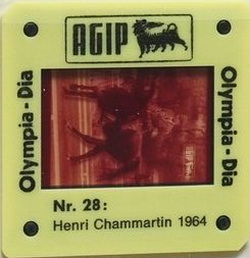 AGIP
Olympia-Dia
Olympia-Dia
Nr. 28:
Henri Chammartin 1964